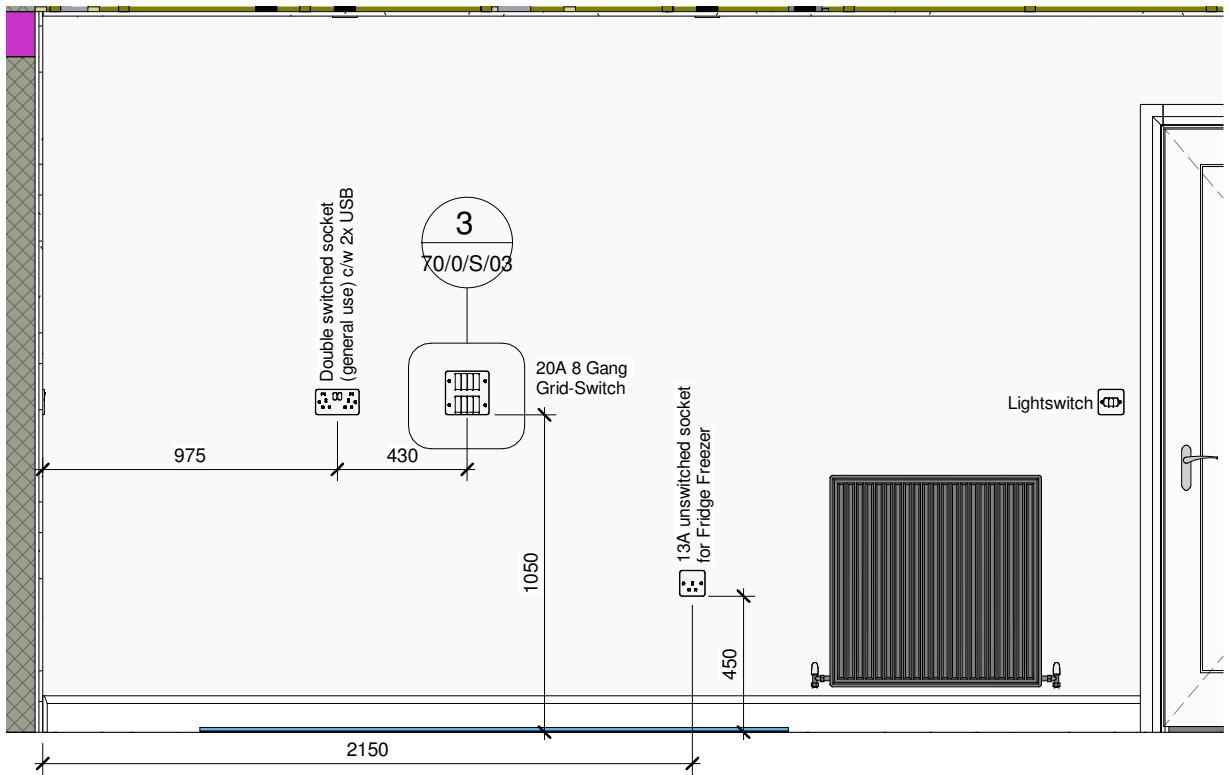 Double switched socket
(general use) c/w 2x USB
3
70/0/S/03
20A 8 Gang
Grid-Switch
13A unswitched socket
for Fridge Freezer
Lightswitch
975
430
1050
450
2150